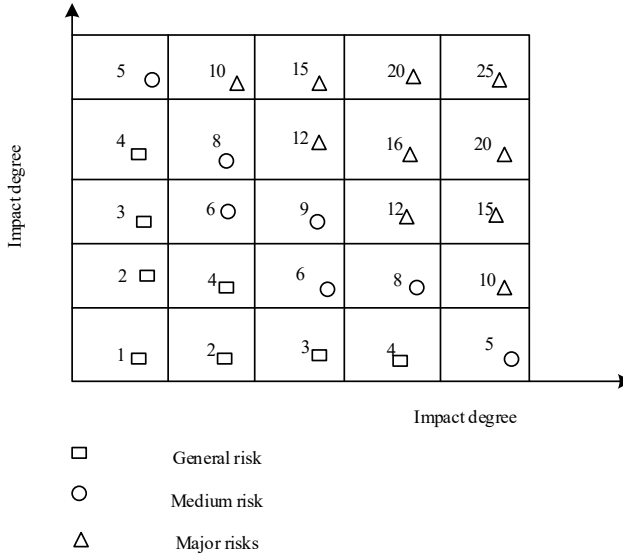 5 10 15 20 25
4 8 12 16 20
3 6 9 12 15
2 4 6 8 10
1 2 3 4 5
Impact degree
Impact degree
General risk
Medium risk
Major risks